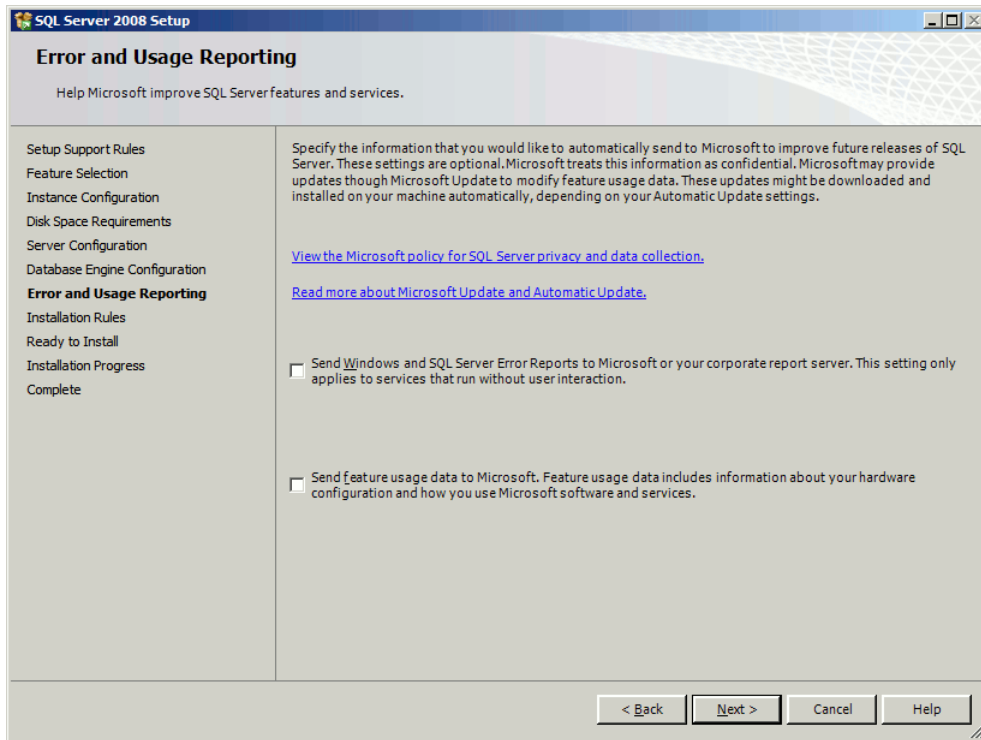 SQL Server 2008 Setup
Error and Usage Reporting
Help Microsoft improve SQL Server features and services.
Setup Support Rules
Feature Selection
Instance Configuration
Disk Space Requirements
Server Configuration
Database Engine Configuration
Error and Usage Reporting
Installation Rules
Ready to Install
Installation Progress
Complete
Specify the information that you would like to automatically send to Microsoft to improve future releases of SQL
Server. These settings are optional. Microsoft treats this information as confidential. Microsoft may provide
updates though Microsoft Update to modify feature usage data. These updates might be downloaded and
installed on your machine automatically, depending on your Automatic Update settings.
View the Microsoft policy for SQL Server privacy and data collection.
Read more about Microsoft Update and Automatic Update.
Send Windows and SQL Server Error Reports to Microsoft or your corporate report server. This setting only
applies to services that run without user interaction.
Send feature usage data to Microsoft. Feature usage data includes information about your hardware
configuration and how you use Microsoft software and services.
< Back
Next >
Cancel
Help